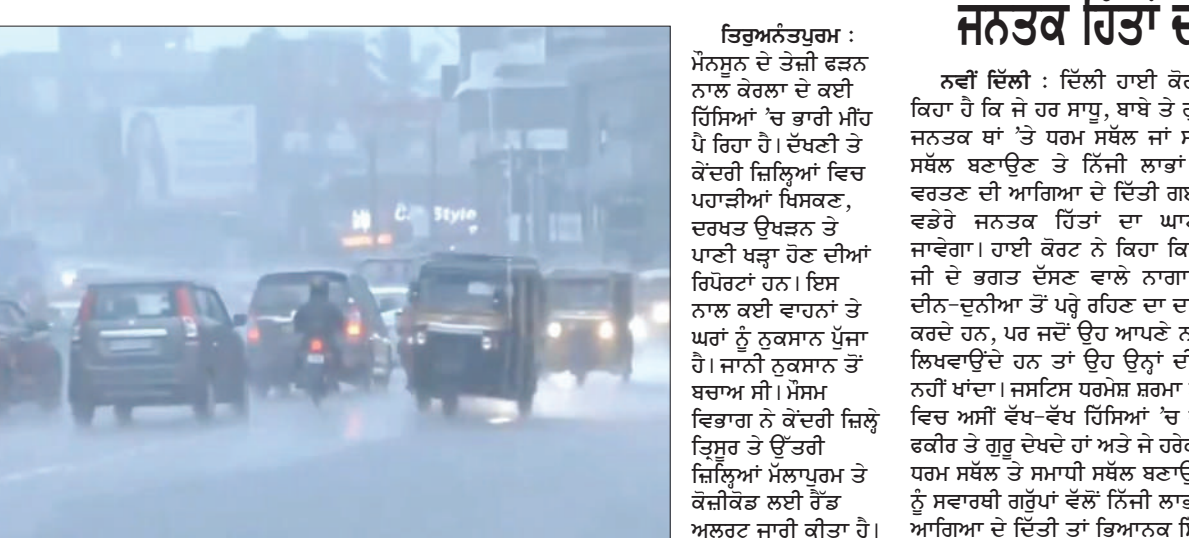 ਤਿਰੁਅਨੰਤਪੁਰਮ :
ਮੌਨਸੂਨ ਦੇ ਤੇਜ਼ੀ ਫੜਨ
ਨਾਲ ਕੇਰਲਾ ਦੇ ਕਈ
ਹਿੱਸਿਆਂ ’ਚ ਭਾਰੀ ਮੀਂਹ
ਪੈ ਰਿਹਾ ਹੈ। ਦੱਖਣੀ ਤੇ
ਕੇਂਦਰੀ ਜ਼ਿਲ੍ਹਿਆਂ ਵਿਚ
ਪਹਾੜੀਆਂ ਖਿਸਕਣ,
ਦਰਖਤ ਉਖੜਨ ਤੇ
ਪਾਣੀ ਖੜ੍ਹਾ ਹੋਣ ਦੀਆਂ
ਰਿਪੋਰਟਾਂ ਹਨ। ਇਸ
ਨਾਲ ਕਈ ਵਾਹਨਾਂ ਤੇ
ਘਰਾਂ ਨੂੰ ਨੁਕਸਾਨ ਪੁੱਜਾ
ਹੈ। ਜਾਨੀ ਨੁਕਸਾਨ ਤੋਂ
ਬਚਾਅ ਸੀ। ਮੌਸਮ
ਵਿਭਾਗ ਨੇ ਕੇਂਦਰੀ ਜ਼ਿਲ੍ਹੇ
ਤ੍ਰਿਸੂਰ ਤੇ ਉੱਤਰੀ
ਜ਼ਿਲ੍ਹਿਆਂ ਮੱਲਾਪੁਰਮ ਤੇ
ਕੋਜ਼ੀਕੋਡ ਲਈ ਰੈੱਡ
ਅਲਰਟ ਜਾਰੀ ਕੀਤਾ ਹੈ।
ਜਨਤਕ ਹਿੱਤਾਂ
ਨਵੀਂ ਦਿੱਲੀ : ਦਿੱਲੀ ਹਾਈ
ਕਿਹਾ ਹੈ ਕਿ ਜੇ ਹਰ ਸਾਧੂ, ਬਾਬੇ ਤੇ
ਜਨਤਕ ਥਾਂ ’ਤੇ ਧਰਮ ਸਥੱਲ ਜਾਂ
ਸਥੱਲ ਬਣਾਉਣ ਤੇ ਨਿੱਜੀ ਲਾਭਾਂ
ਵਰਤਣ ਦੀ ਆਗਿਆ ਦੇ ਦਿੱਤੀ
ਵਡੇਰੇ ਜਨਤਕ ਹਿੱਤਾਂ ਦਾ
ਜਾਵੇਗਾ। ਹਾਈ ਕੋਰਟ ਨੇ ਕਿਹਾ ਕਿ
ਜੀ ਦੇ ਭਗਤ ਦੱਸਣ ਵਾਲੇ ਨਾਗਾ
ਦੀਨ-ਦੁਨੀਆ ਤੋਂ ਪਰ੍ਹੇ ਰਹਿਣ ਦਾ
ਕਰਦੇ ਹਨ, ਪਰ ਜਦੋਂ ਉਹ ਆਪਣੇ
ਲਿਖਵਾਉਂਦੇ ਹਨ ਤਾਂ ਉਹ ਉਨ੍ਹਾਂ
ਨਹੀਂ ਖਾਂਦਾ। ਜਸਟਿਸ ਧਰਮੇਸ਼ ਸ਼ਰਮਾ
ਵਿਚ ਅਸੀਂ ਵੱਖ-ਵੱਖ ਹਿੱਸਿਆਂ ’ਚ
ਫਕੀਰ ਤੇ ਗੁਰੂ ਦੇਖਦੇ ਹਾਂ ਅਤੇ ਜੇ
ਧਰਮ ਸਥੱਲ ਤੇ ਸਮਾਧੀ ਸਥੱਲ
ਨੂੰ ਸਵਾਰਥੀ ਗਰੁੱਪਾਂ ਵੱਲੋਂ ਨਿੱਜੀ
ਆਗਿਆ ਦੇ ਦਿੱਤੀ ਤਾਂ ਭਿਆਨਕ
Style